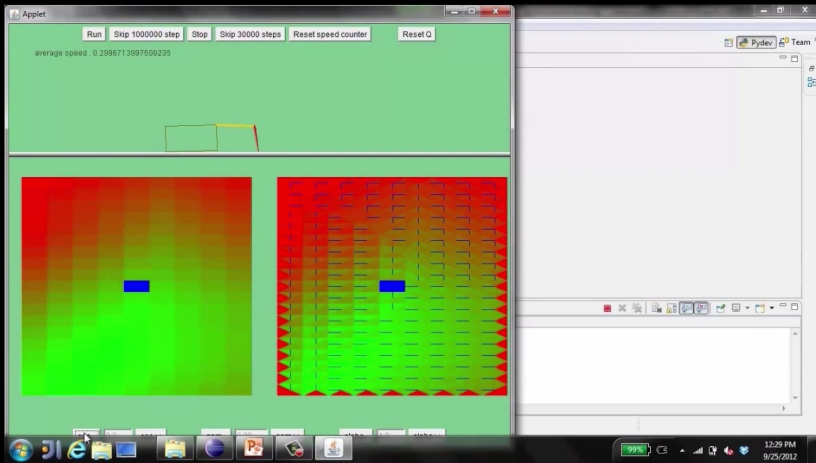 Applet
Run Skip 1000000 step Stop Skip 30000 steps Reset speed counter Reset Q
average speed : 0.2996713997500235
Pydev Team
99%
12:29 PM
9/25/2012